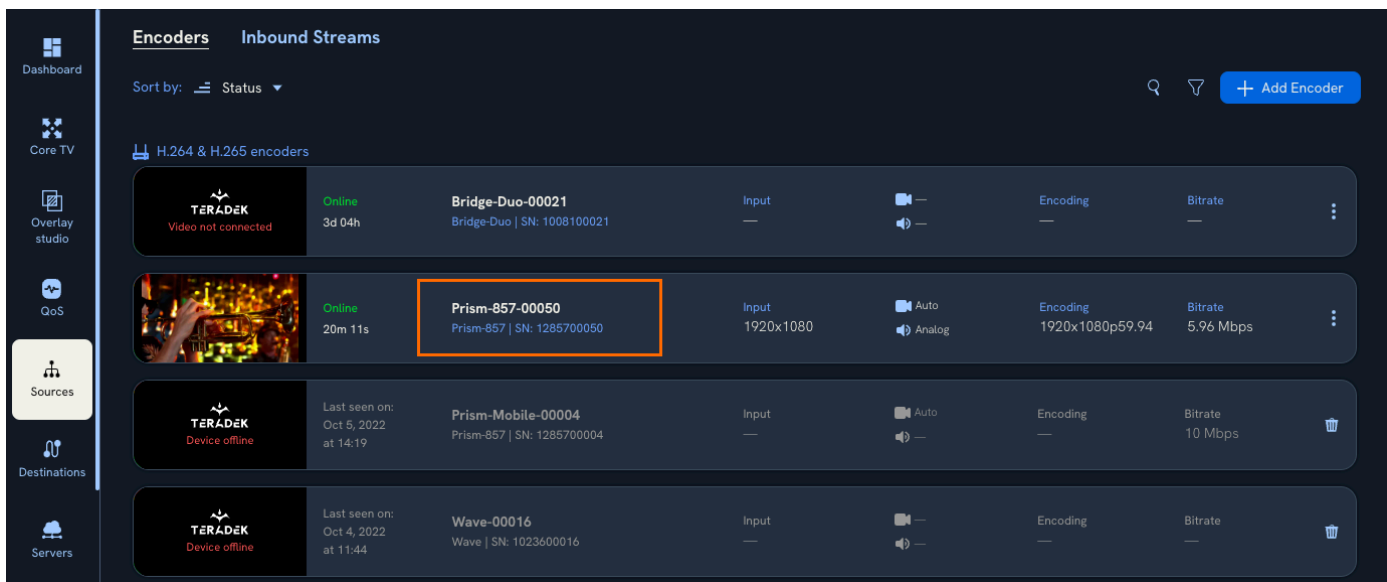 Dashboard
Core TV
Overlay
studio
QoS
Sources
Destinations
Servers
Encoders Inbound Streams
Sort by: Status
Add Encoder
H.264 & H.265 encoders
TERADEK
Video not connected
Online
3d 04h
Bridge-Duo-00021
Bridge-Duo | SN: 1008100021
Input
—
—
—
Encoding
—
Bitrate
—
Online
20m 11s
Prism-857-00050
Prism-857 | SN: 1285700050
Input
1920x1080
Auto
Analog
Encoding
1920x1080p59.94
Bitrate
5.96 Mbps
TERADEK
Device offline
Last seen on:
Oct 5, 2022
at 14:19
Prism-Mobile-00004
Prism-857 | SN: 1285700004
Input
—
Auto
—
Encoding
—
Bitrate
10 Mbps
TERADEK
Device offline
Last seen on:
Oct 4, 2022
at 11:44
Wave-00016
Wave | SN: 1023600016
Input
—
—
—
Encoding
—
Bitrate
—